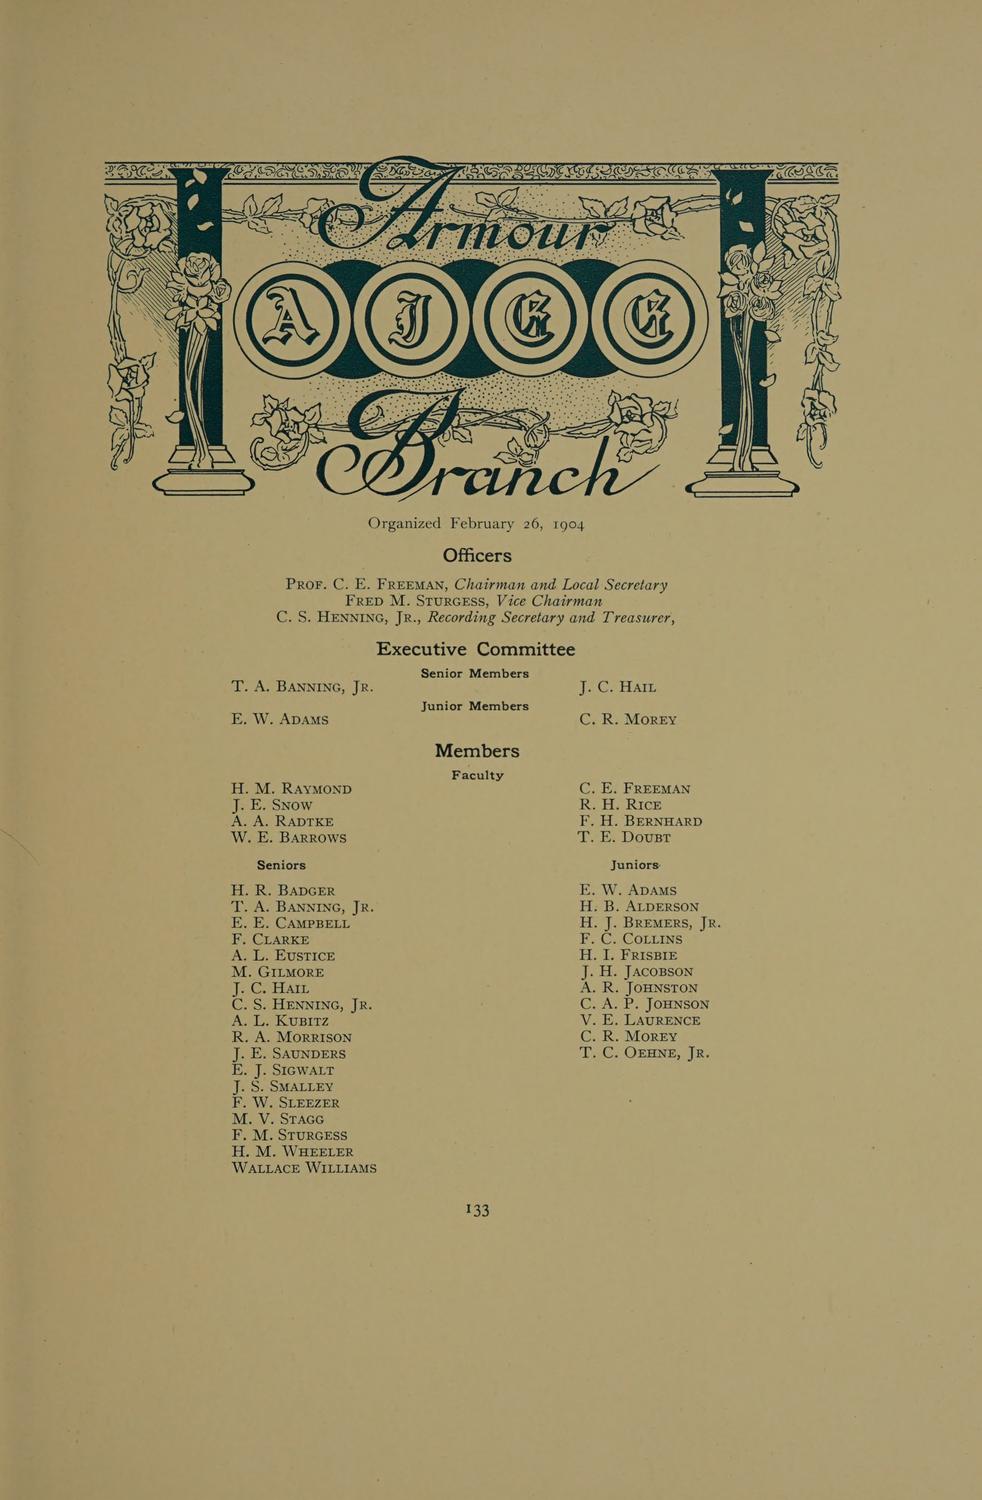 Armour
A I E E
Branch
Organized February 26, 1904
Officers
PROF. C. E. FREEMAN, Chairman and Local Secretary
FRED M. STURGESS, Vice Chairman
C. S. HENNING, JR., Recording Secretary and Treasurer,
Executive Committee
Senior Members
T. A. BANNING, JR. J. C. HAIL
Junior Members
E. W. ADAMS C. R. MOREY
Members
Faculty
H. M. RAYMOND C. E. FREEMAN
J. E. SNOW R. H. RICE
A. A. RADTKE F. H. BERNHARD
W. E. BARROWS T. E. DOUBT
Seniors
H. R. BADGER
T. A. BANNING, JR.
E. E. CAMPBELL
F. CLARKE
A. L. EUSTICE
M. GILMORE
J. C. HAIL
C. S. HENNING, JR.
A. L. KUBITZ
R. A. MORRISON
J. E. SAUNDERS
E. J. SIGWALT
J. S. SMALLEY
F. W. SLEEZER
M. V. STAGG
F. M. STURGESS
H. M. WHEELER
WALLACE WILLIAMS
Juniors
E. W. ADAMS
H. B. ALDERSON
H. J. BREMERS, JR.
F. C. COLLINS
H. I. FRISBIE
J. H. JACOBSON
A. R. JOHNSTON
C. A. P. JOHNSON
V. E. LAURENCE
C. R. MOREY
T. C. OEHNE, JR.
133